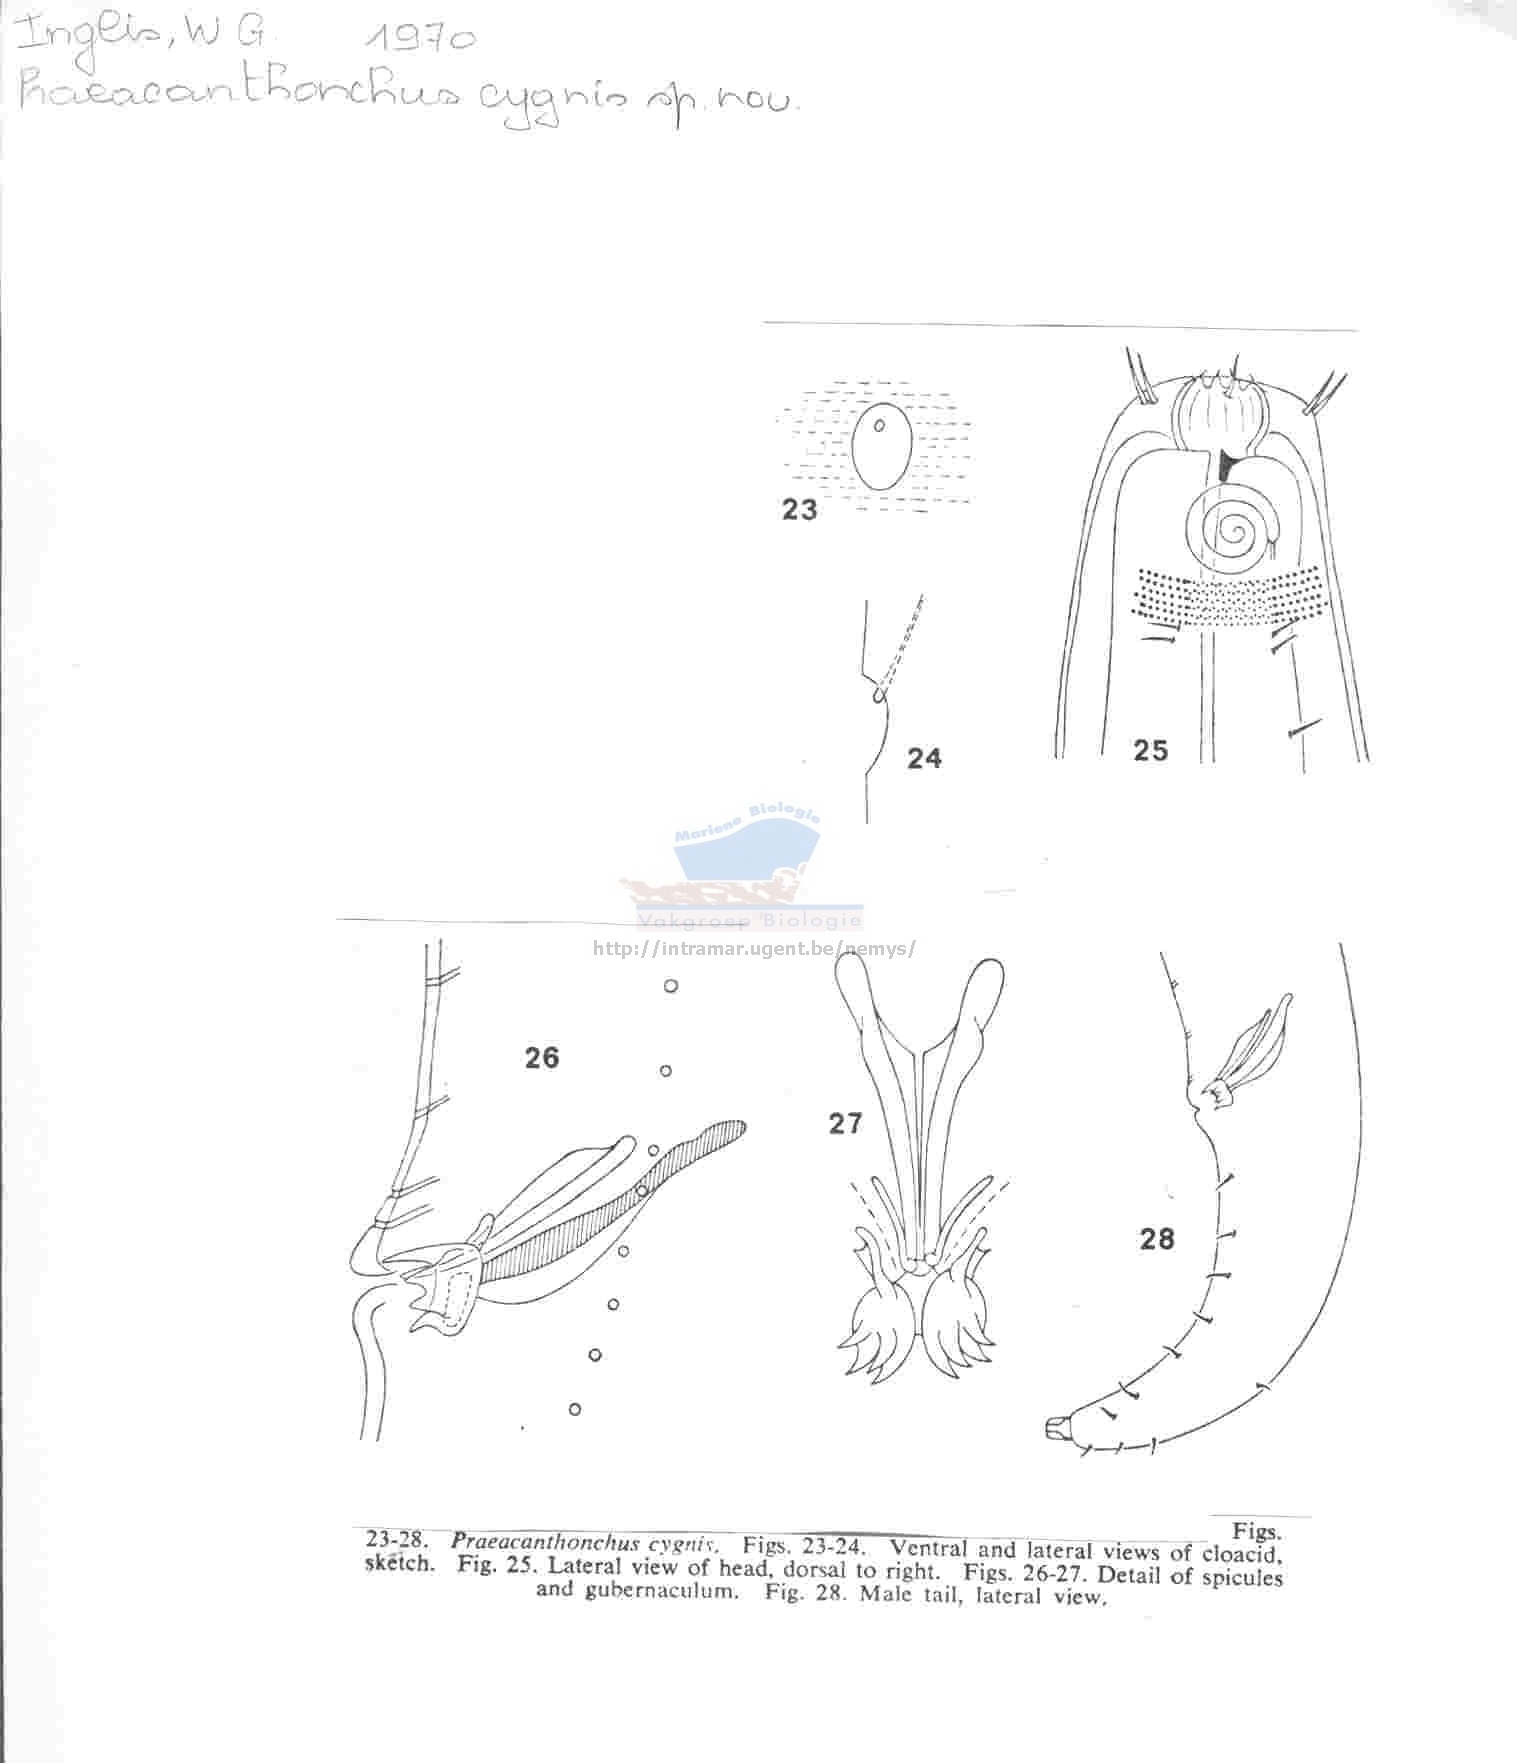 Inglis, W G. 1970
Praeacanthonchus cygnis sp. nov.
23
24
25
Mariene Biologie
Vakgroep Biologie
http://intramar.ugent.be/nemys/
26
27
28
Figs.
23-28. Praeacanthonchus cygnis. Figs. 23-24. Ventral and lateral views of cloacid,
sketch. Fig. 25. Lateral view of head, dorsal to right. Figs. 26-27. Detail of spicules
and gubernaculum. Fig. 28. Male tail, lateral view.